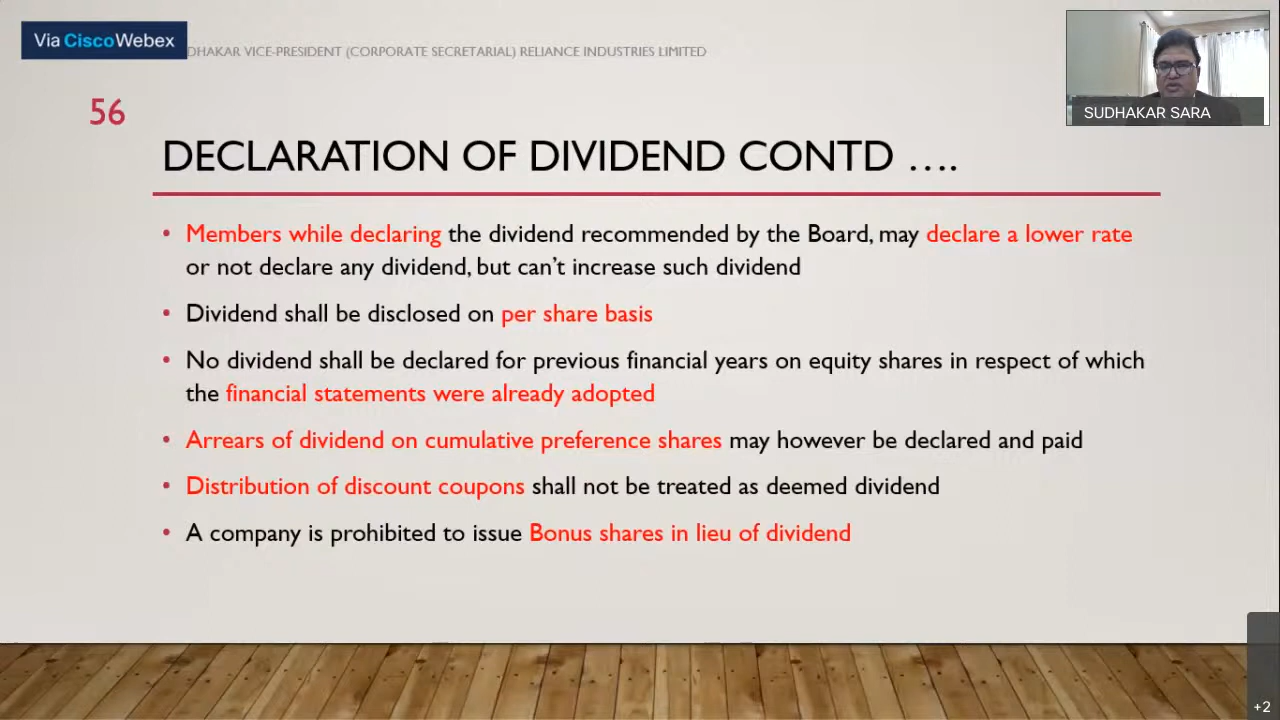 Via Cisco Webex
DHAKAR VICE-PRESIDENT (CORPORATE SECRETARIAL) RELIANCE INDUSTRIES LIMITED
SUDHAKAR SARA
56
DECLARATION OF DIVIDEND CONTD ….
• Members while declaring the dividend recommended by the Board, may declare a lower rate
or not declare any dividend, but can’t increase such dividend
• Dividend shall be disclosed on per share basis
• No dividend shall be declared for previous financial years on equity shares in respect of which
the financial statements were already adopted
• Arrears of dividend on cumulative preference shares may however be declared and paid
• Distribution of discount coupons shall not be treated as deemed dividend
• A company is prohibited to issue Bonus shares in lieu of dividend
+2